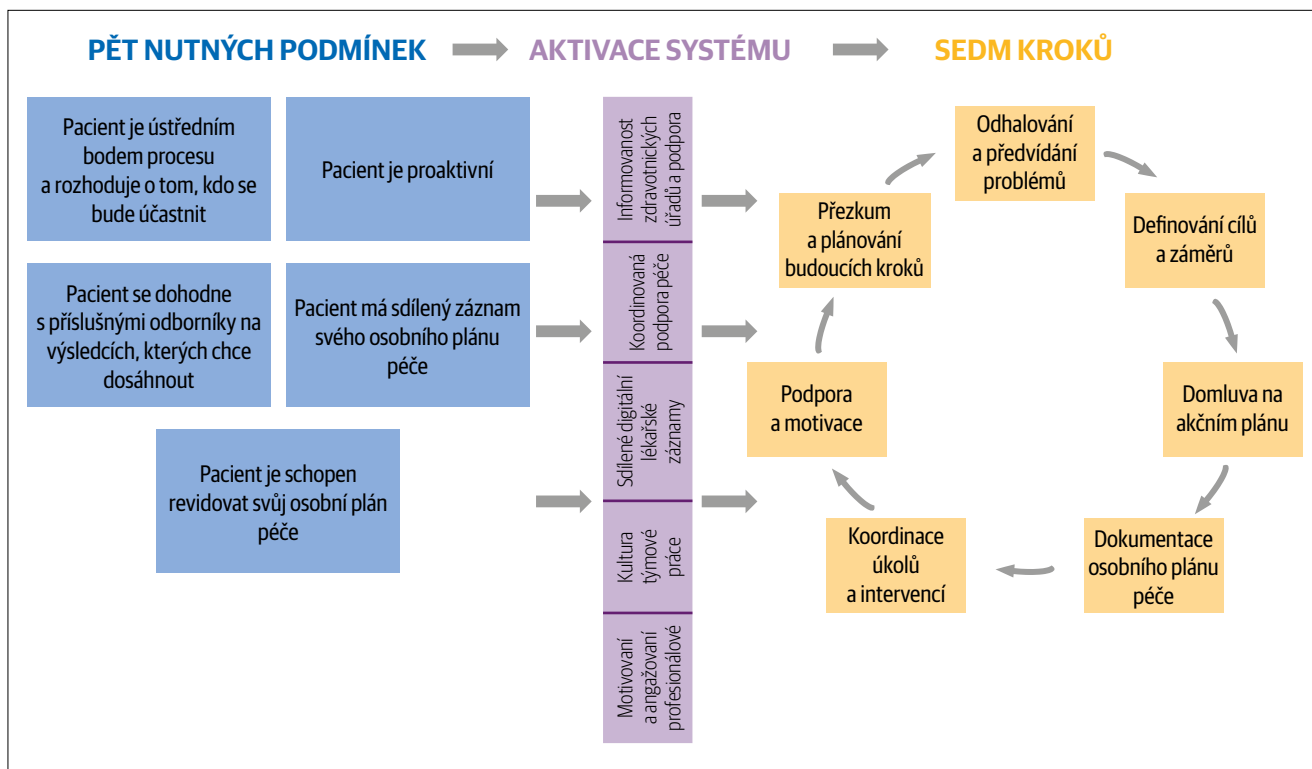 PĚT NUTNÝCH PODMÍNEK
AKTIVACE SYSTÉMU
SEDM KROKŮ
Pacient je ústředním
bodem procesu
a rozhoduje o tom, kdo se
bude účastnit
Pacient je proaktivní
Pacient se dohodne
s příslušnými odborníky na
výsledcích, kterých chce
dosáhnout
Pacient má sdílený záznam
svého osobního plánu
péče
Pacient je schopen
revidovat svůj osobní plán
péče
Informovanost
zdravotnických
úřadů a podpora
Koordinovaná
podpora péče
Sdílené digitální
lékařské
záznamy
Kultura
týmové
práce
Motivovaní
a angažovaní
profesionálové
Odhalování
a předvídání
problémů
Definování cílů
a záměrů
Domluva na
akčním plánu
Dokumentace
osobního plánu
péče
Koordinace
úkolů
a intervencí
Podpora
a motivace
Přezkum
a plánování
budoucích kroků